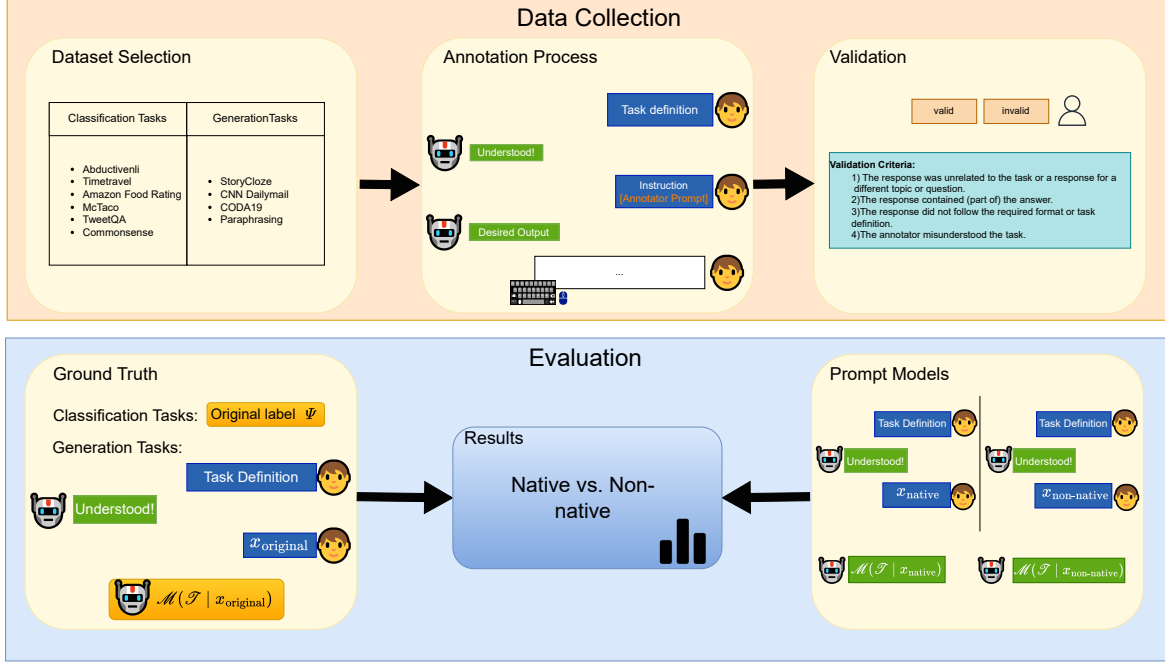 Data Collection
Dataset Selection
Classification Tasks
GenerationTasks
• Abductivenli
• Timetravel
• Amazon Food Rating
• McTaco
• TweetQA
• Commonsense
• StoryCloze
• CNN Dailymail
• CODA19
• Paraphrasing
Annotation Process
Task definition
Understood!
Instruction
[Annotator Prompt]
Desired Output
...
Validation
valid
invalid
Validation Criteria:
1) The response was unrelated to the task or a response for a
different topic or question.
2)The response contained (part of) the answer.
3)The response did not follow the required format or task
definition.
4)The annotator misunderstood the task.
Evaluation
Ground Truth
Classification Tasks:
Original label Ψ
Generation Tasks:
Task Definition
Understood!
x_original
ℳ(𝒯 | x_original)
Results
Native vs. Non-
native
Prompt Models
Task Definition
Understood!
x_native
ℳ(𝒯 | x_native)
Task Definition
Understood!
x_non-native
ℳ(𝒯 | x_non-native)